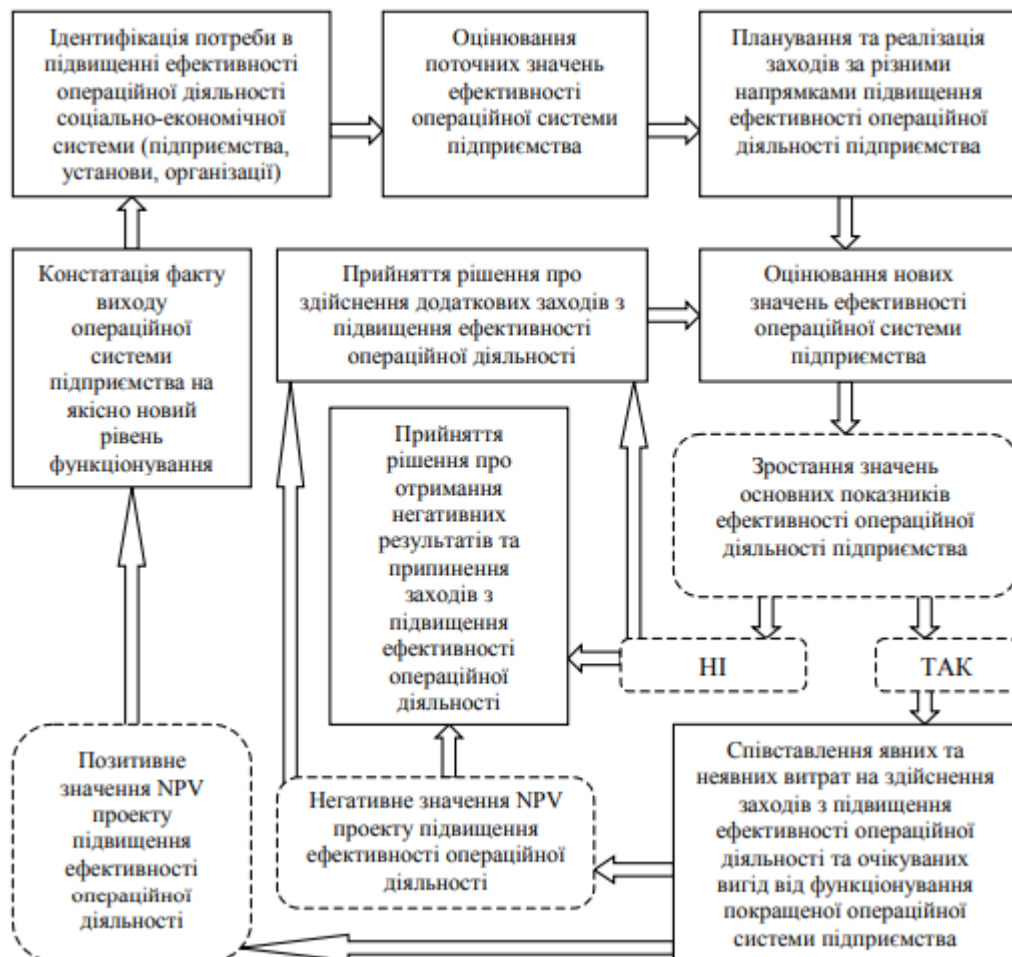 Ідентифікація потреби в
підвищенні ефективності
операційної діяльності
соціально-економічної
системи (підприємства,
установи, організації)
Оцінювання
поточних значень
ефективності
операційної системи
підприємства
Планування та реалізація
заходів за різними
напрямками підвищення
ефективності операційної
діяльності підприємства
Констатація факту
виходу
операційної
системи
підприємства на
якісно новий
рівень
функціонування
Прийняття рішення про
здійснення додаткових заходів з
підвищення ефективності
операційної діяльності
Оцінювання нових
значень ефективності
операційної системи
підприємства
Прийняття
рішення про
отримання
негативних
результатів та
припинення
заходів з
підвищення
ефективності
операційної
діяльності
Зростання значень
основних показників
ефективності операційної
діяльності підприємства
НІ
ТАК
Позитивне
значення NPV
проекту
підвищення
ефективності
операційної
діяльності
Негативне значення NPV
проекту підвищення
ефективності операційної
діяльності
Співставлення явних та
неявних витрат на здійснення
заходів з підвищення
ефективності операційної
діяльності та очікуваних
вигід від функціонування
покращеної операційної
системи підприємства